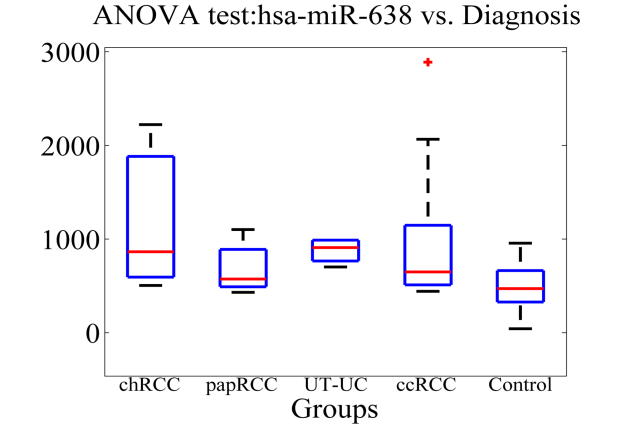 ANOVA test:hsa-miR-638 vs. Diagnosis
3000
2000
1000
0
chRCC papRCC UT-UC ccRCC Control
Groups